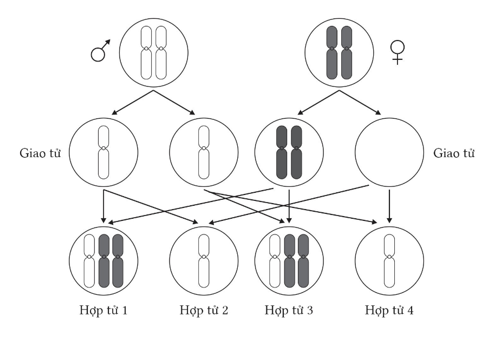 Giao tử
Giao tử
Hợp tử 1
Hợp tử 2
Hợp tử 3
Hợp tử 4